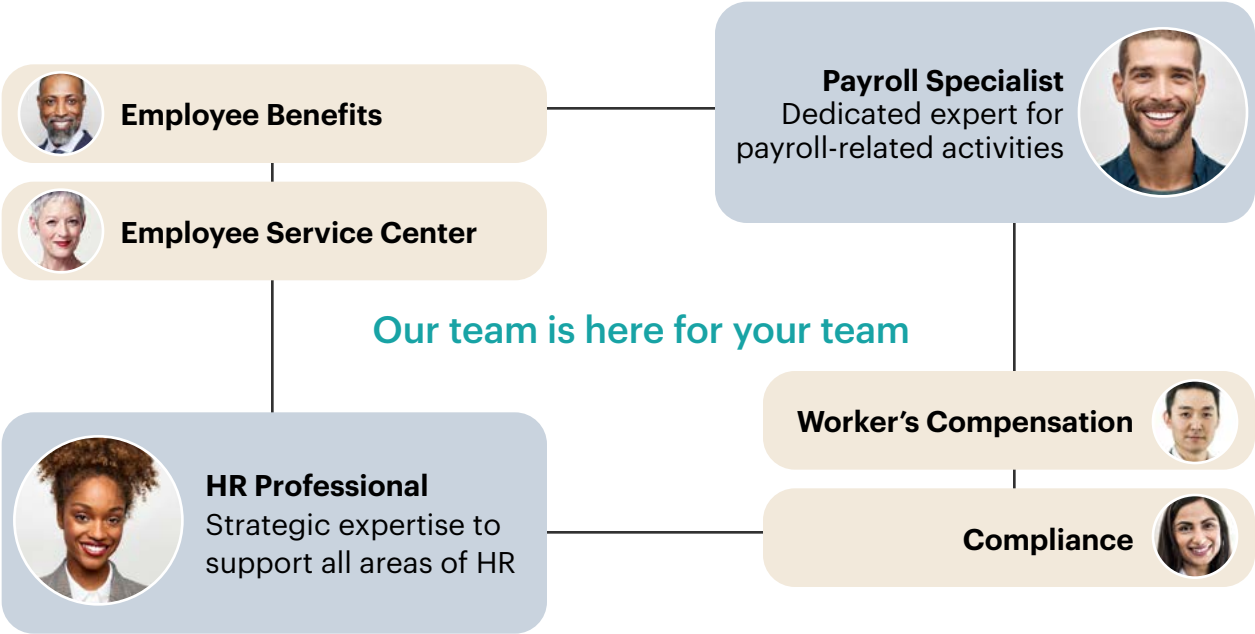 Employee Benefits
Employee Service Center
Payroll Specialist
Dedicated expert for
payroll-related activities
Our team is here for your team
HR Professional
Strategic expertise to
support all areas of HR
Worker’s Compensation
Compliance